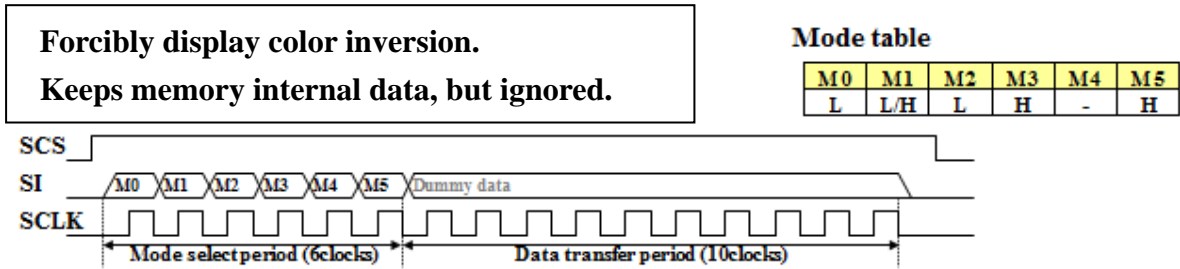 Forcibly display color inversion.
Keeps memory internal data, but ignored.
Mode table
M0 M1 M2 M3 M4 M5
L L/H L H - H
SCS
SI M0 M1 M2 M3 M4 M5 Dummy data
SCLK
Mode select period (6clocks) Data transfer period (10clocks)